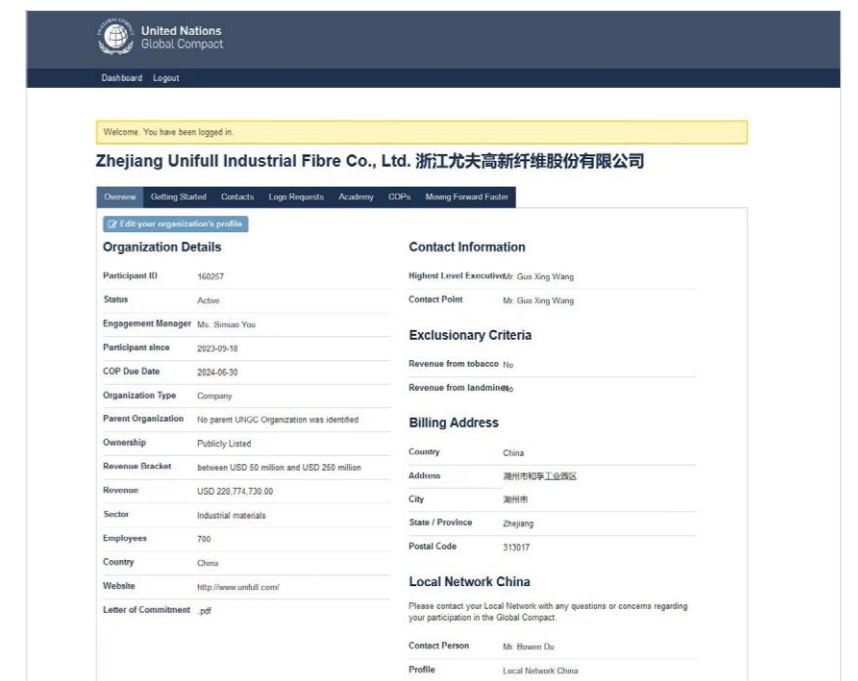 United Nations
Global Compact
Dashboard Logout
Welcome. You have been logged in.
Zhejiang Unifull Industrial Fibre Co., Ltd. 浙江尤夫高新纤维股份有限公司
Overview Getting Started Contacts Logo Requests Academy COPs Moving Forward Faster
Edit your organization's profile
Organization Details
Participant ID 160257
Status Active
Engagement Manager Ms. Simiao You
Participant since 2023-09-18
COP Due Date 2024-06-30
Organization Type Company
Parent Organization No parent UNGC Organization was identified
Ownership Publicly Listed
Revenue Bracket between USD 50 million and USD 250 million
Revenue USD 220,774,730.00
Sector Industrial materials
Employees 700
Country China
Website http://www.unifull.com/
Letter of Commitment .pdf
Contact Information
Highest Level Executive Mr. Guo Xing Wang
Contact Point Mr. Guo Xing Wang
Exclusionary Criteria
Revenue from tobacco No
Revenue from landmines No
Billing Address
Country China
Address 湖州市和孚工业园区
City 湖州市
State / Province Zhejiang
Postal Code 313017
Local Network China
Please contact your Local Network with any questions or concerns regarding
your participation in the Global Compact.
Contact Person Mr. Bowen Du
Profile Local Network China